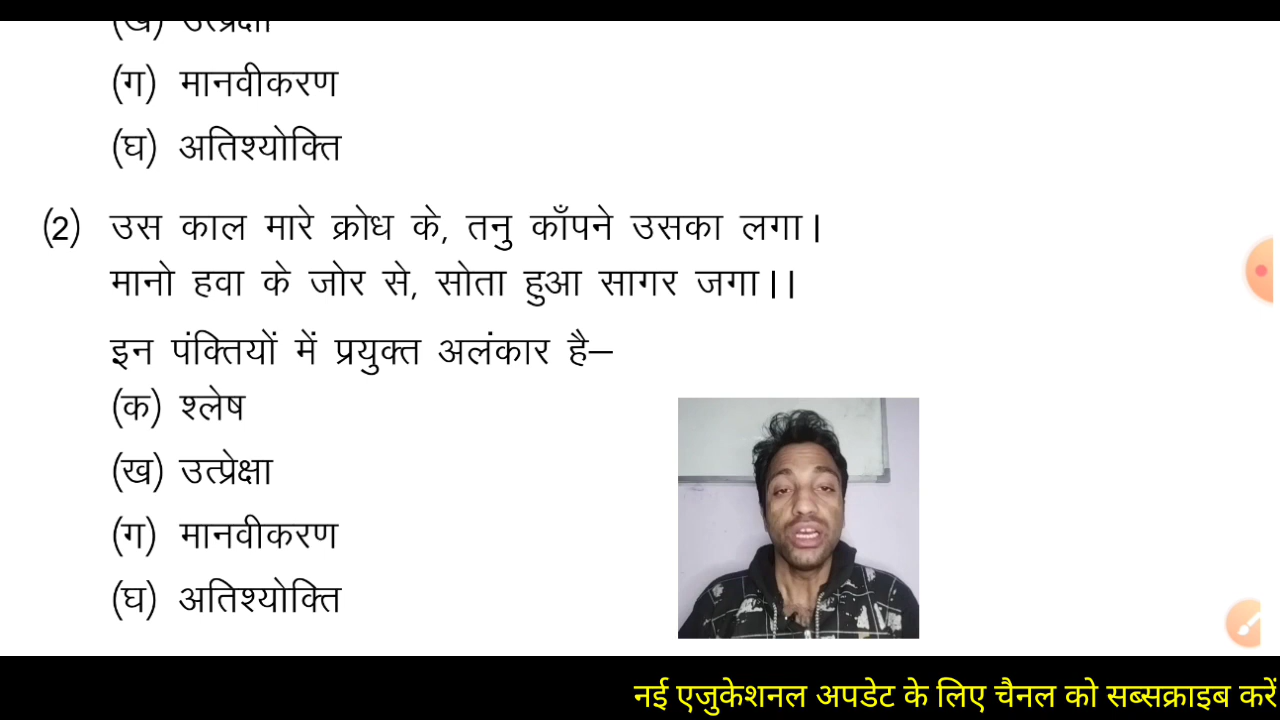 (ख) उत्प्रेक्षा
(ग) मानवीकरण
(घ) अतिश्योक्ति
(2) उस काल मारे क्रोध के, तनु काँपने उसका लगा।
मानो हवा के जोर से, सोता हुआ सागर जगा।।
इन पंक्तियों में प्रयुक्त अलंकार है–
(क) श्लेष
(ख) उत्प्रेक्षा
(ग) मानवीकरण
(घ) अतिश्योक्ति
नई एजुकेशनल अपडेट के लिए चैनल को सब्सक्राइब करें